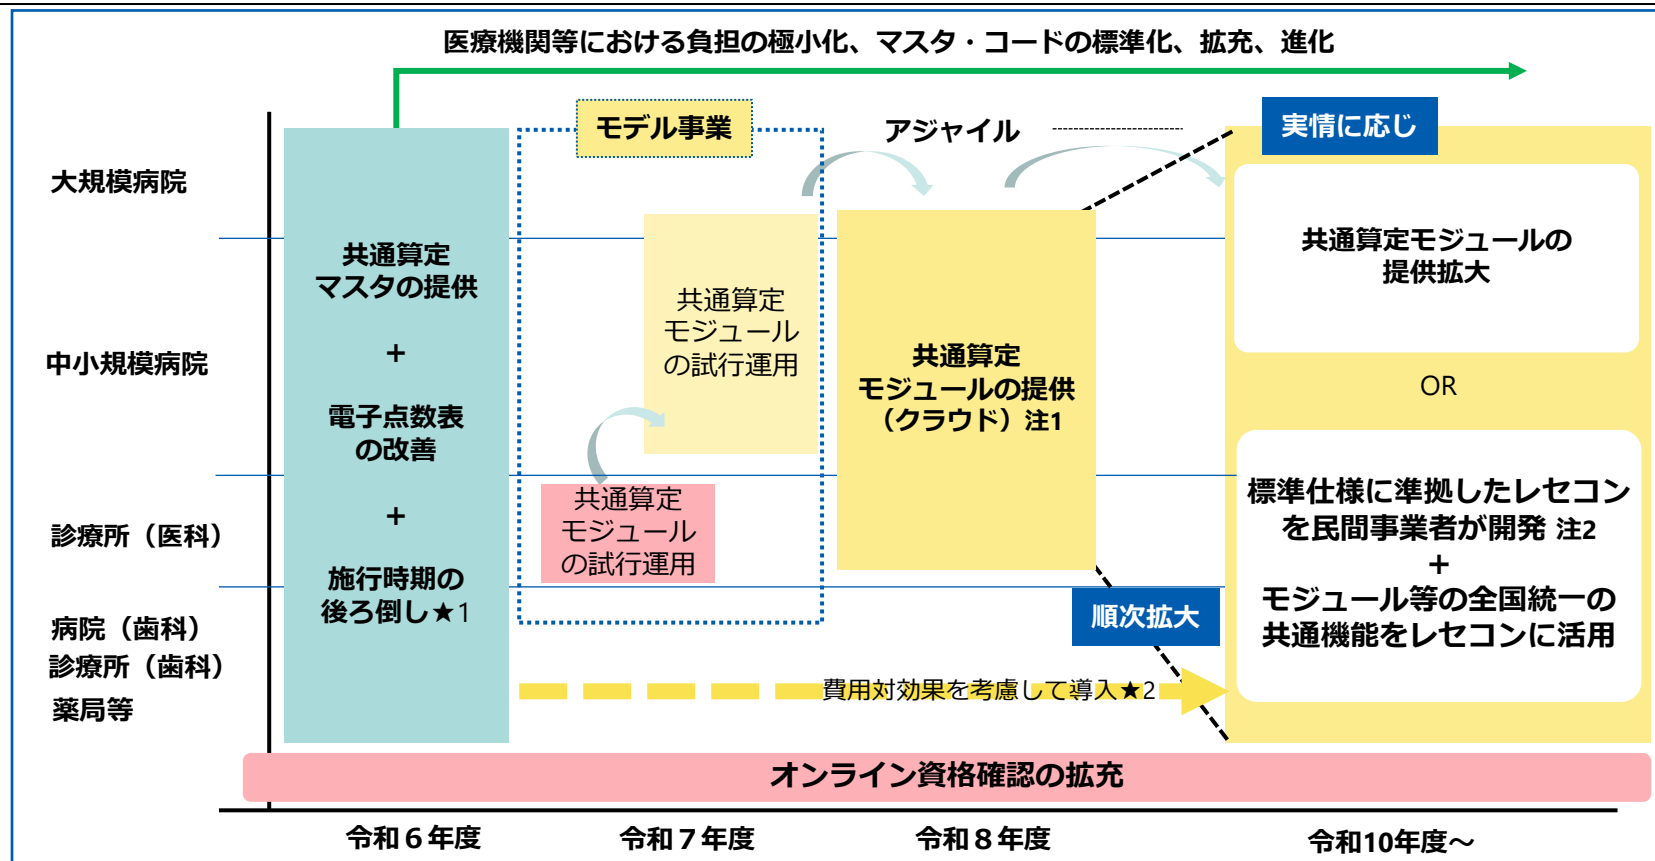 医療機関等における負担の極小化、マスタ・コードの標準化、拡充、進化
モデル事業
アジャイル
実情に応じ
大規模病院
中小規模病院
診療所（医科）
病院（歯科）
診療所（歯科）
薬局等
共通算定
マスタの提供
+
電子点数表
の改善
+
施行時期の
後ろ倒し★1
共通算定
モジュール
の試行運用
共通算定
モジュール
の試行運用
共通算定
モジュールの提供
（クラウド）注1
順次拡大
費用対効果を考慮して導入★2
共通算定モジュールの
提供拡大
OR
標準仕様に準拠したレセコン
を民間事業者が開発 注2
+
モジュール等の全国統一の
共通機能をレセコンに活用
オンライン資格確認の拡充
令和６年度
令和７年度
令和８年度
令和10年度～